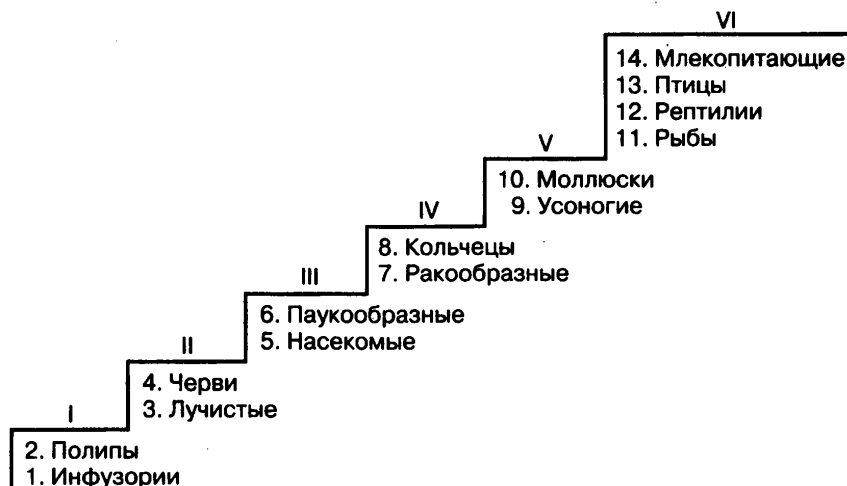 VI
14. Млекопитающие
13. Птицы
12. Рептилии
11. Рыбы
V
10. Моллюски
9. Усоногие
IV
8. Кольчецы
7. Ракообразные
III
6. Паукообразные
5. Насекомые
II
4. Черви
3. Лучистые
I
2. Полипы
1. Инфузории